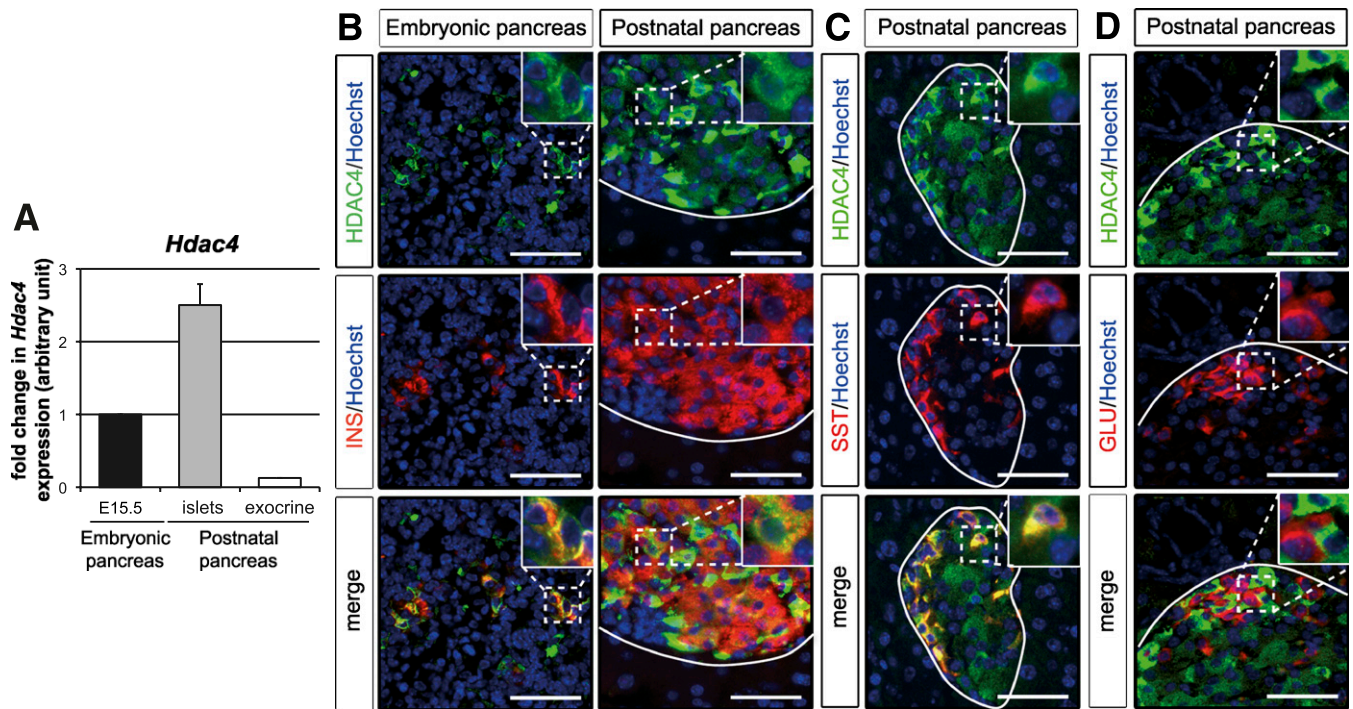 A
Hdac4
fold change in Hdac4
expression (arbitrary unit)
3
2
1
0
E15.5
islets
exocrine
Embryonic
pancreas
Postnatal
pancreas
B
Embryonic pancreas
Postnatal pancreas
HDAC4/Hoechst
INS/Hoechst
merge
C
Postnatal pancreas
HDAC4/Hoechst
SST/Hoechst
merge
D
Postnatal pancreas
HDAC4/Hoechst
GLU/Hoechst
merge